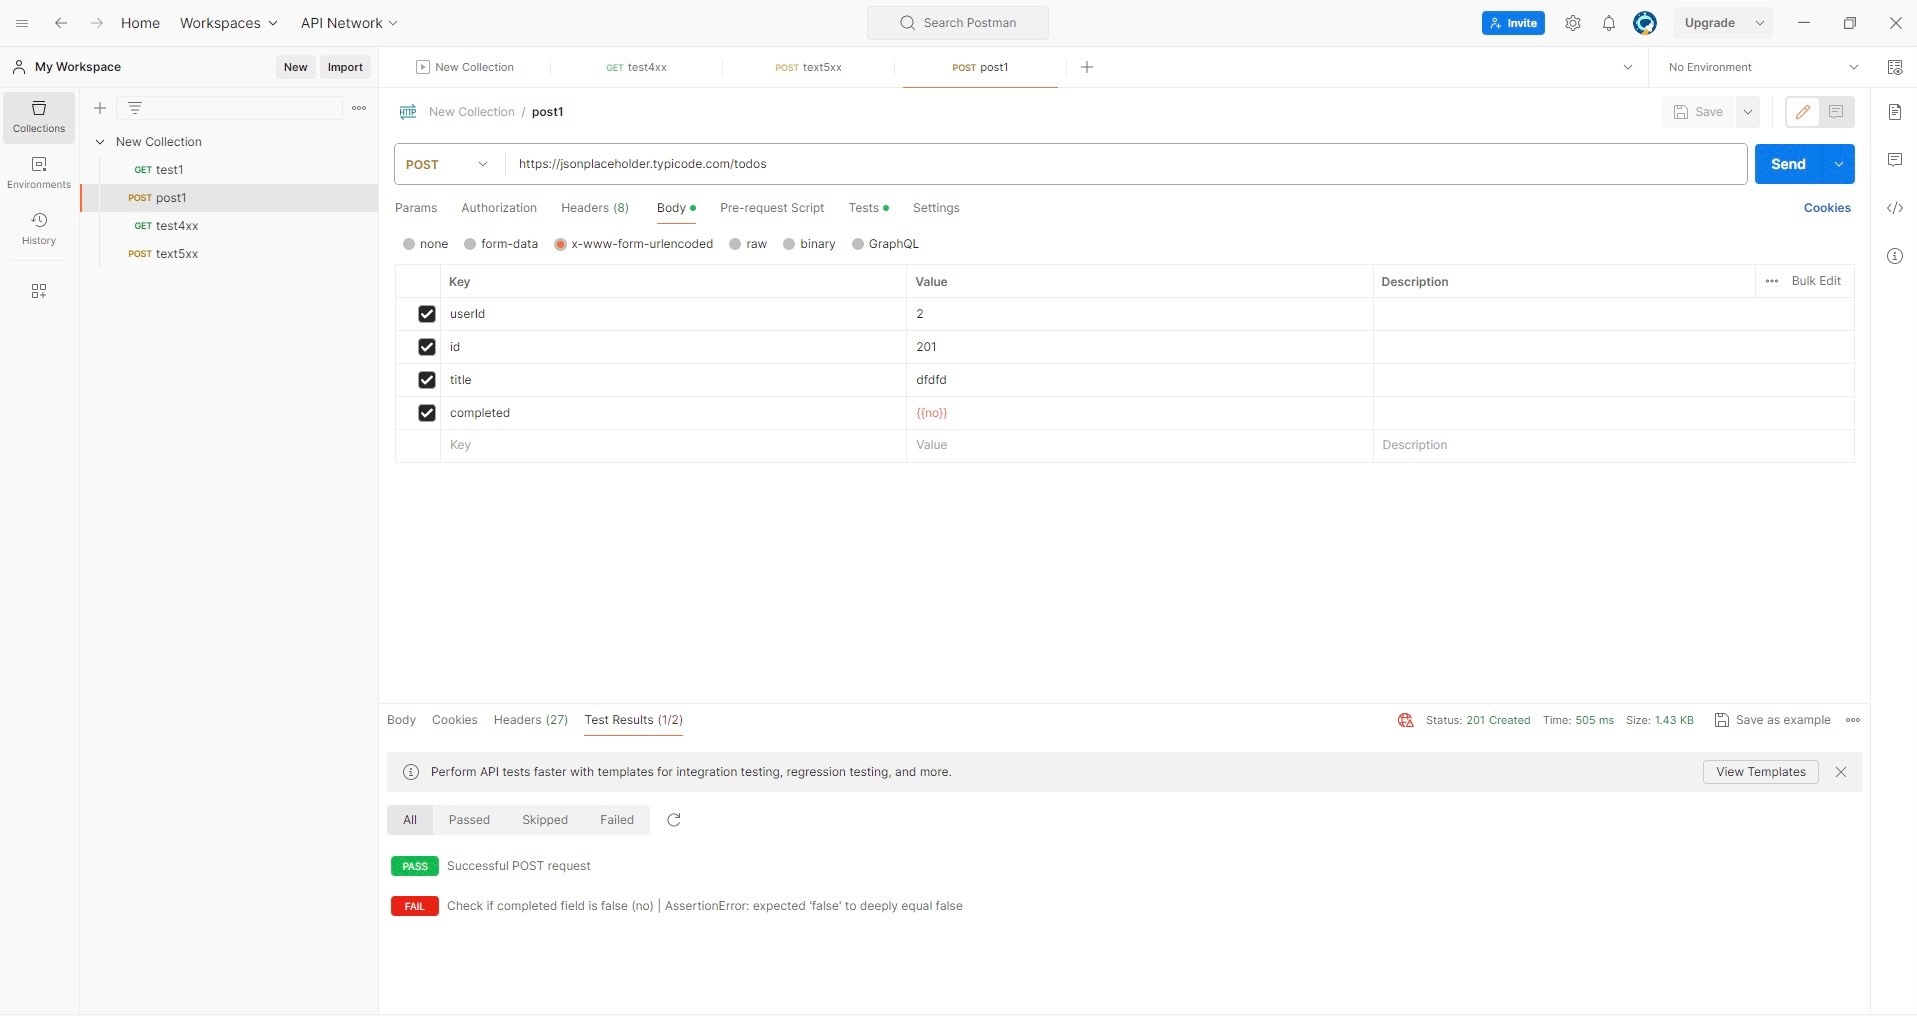 Home Workspaces API Network Search Postman Invite Upgrade
My Workspace New Import
New Collection GET test4xx POST text5xx POST post1 No Environment
Collections
Environments
History
New Collection
GET test1
POST post1
GET test4xx
POST text5xx
HTTP New Collection / post1 Save
POST https://jsonplaceholder.typicode.com/todos Send
Params Authorization Headers (8) Body Pre-request Script Tests Settings Cookies
none form-data x-www-form-urlencoded raw binary GraphQL
Key Value Description Bulk Edit
userId 2
id 201
title dfdfd
completed {{no}}
Key Value Description
Body Cookies Headers (27) Test Results (1/2) Status: 201 Created Time: 505 ms Size: 1.43 KB Save as example
Perform API tests faster with templates for integration testing, regression testing, and more. View Templates
All Passed Skipped Failed
PASS Successful POST request
FAIL Check if completed field is false (no) | AssertionError: expected 'false' to deeply equal false